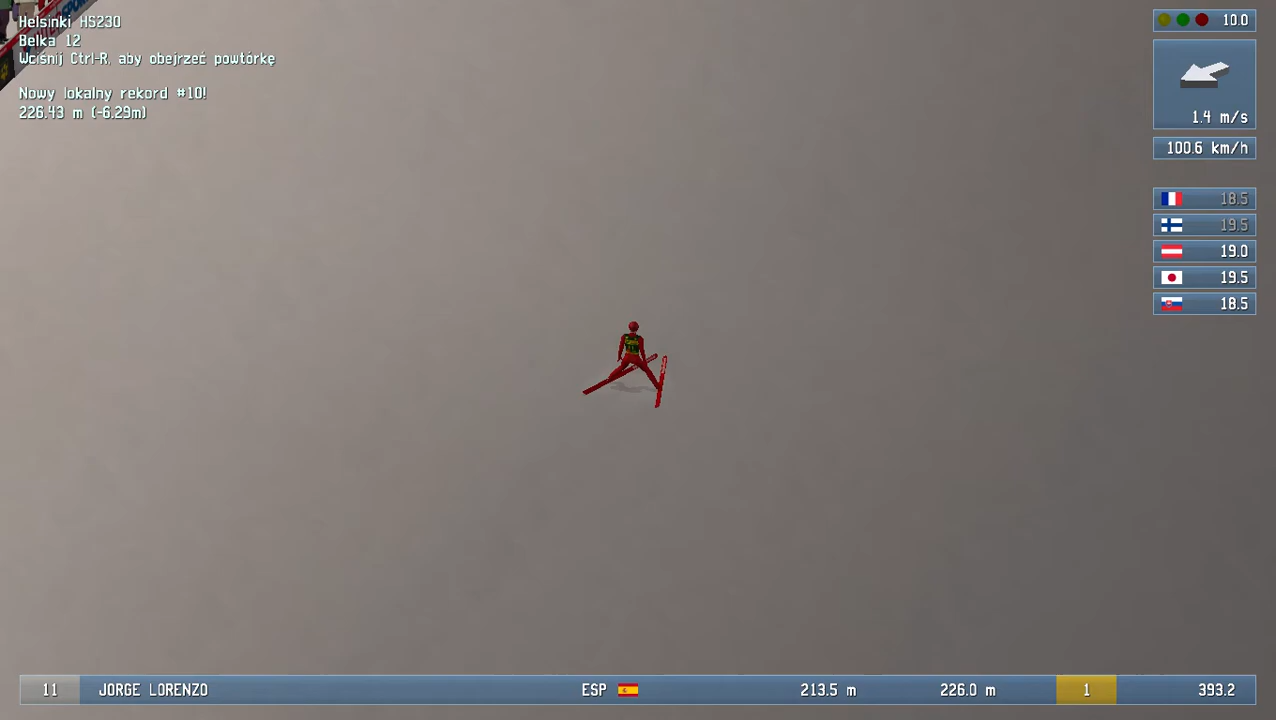 Helsinki HS230
Belka 12
Wciśnij Ctrl-R, aby obejrzeć powtórkę
Nowy lokalny rekord #10!
226.43 m (-6.29m)
10.0
1.4 m/s
100.6 km/h
18.5
19.5
19.0
19.5
18.5
11 JORGE LORENZO ESP 213.5 m 226.0 m 1 393.2